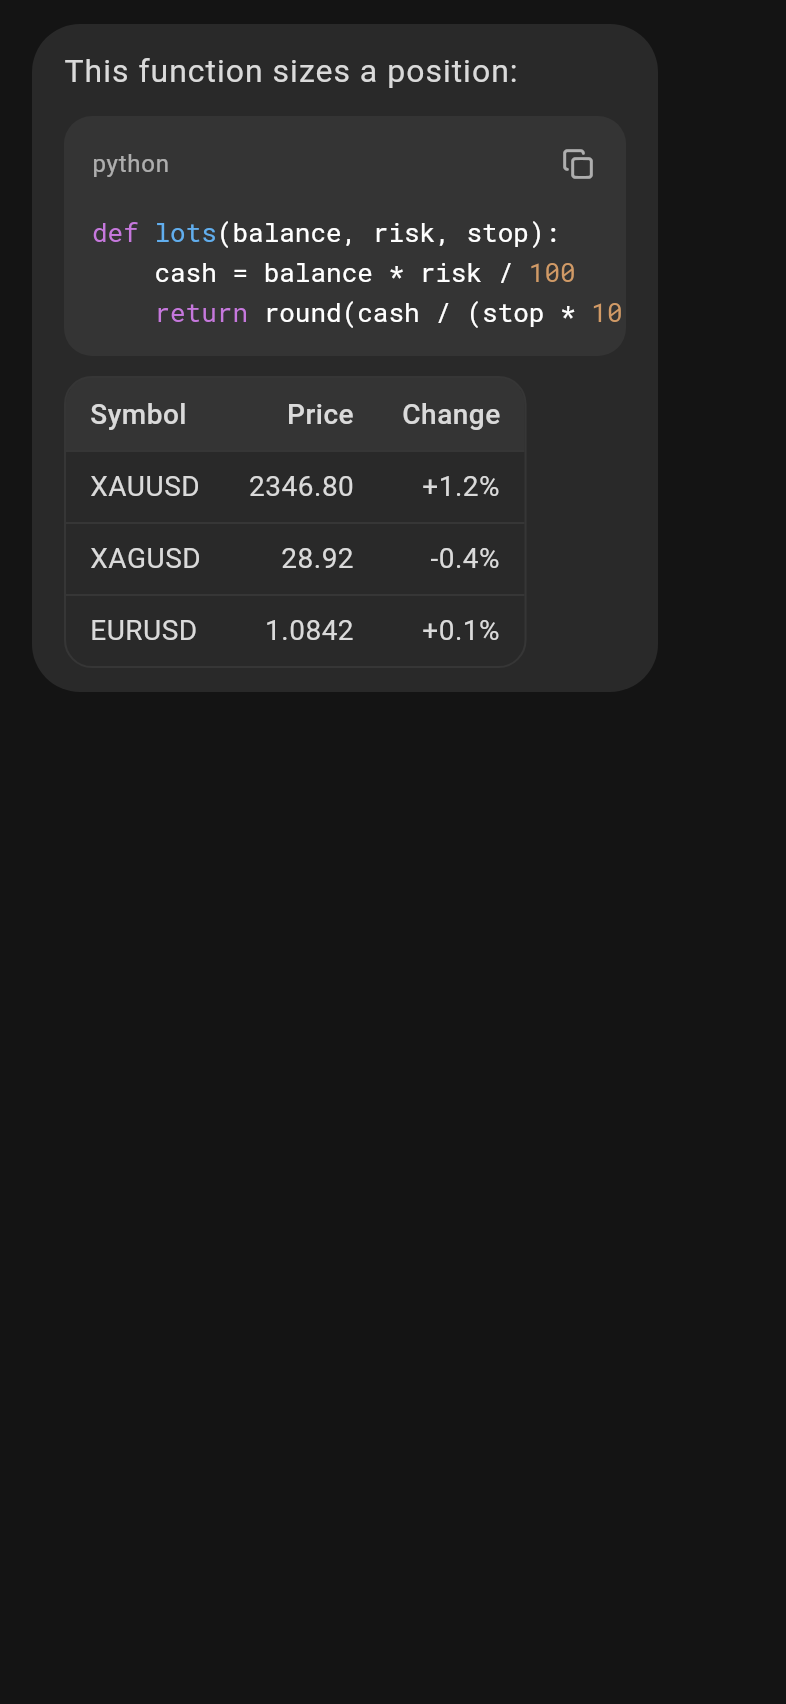 This function sizes a position:
python
def lots(balance, risk, stop):
    cash = balance * risk / 100
    return round(cash / (stop * 10
Symbol Price Change
XAUUSD 2346.80 +1.2%
XAGUSD 28.92 -0.4%
EURUSD 1.0842 +0.1%